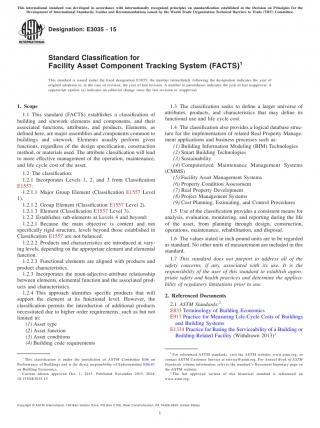 This international standard was developed in accordance with internationally recognized principles on standardization established in the Decision on Principles for the
Development of International Standards, Guides and Recommendations issued by the World Trade Organization Technical Barriers to Trade (TBT) Committee.
Designation: E3035 – 15
INTERNATIONAL
Standard Classification for
Facility Asset Component Tracking System (FACTS)1
This standard is issued under the fixed designation E3035; the number immediately following the designation indicates the year of
original adoption or, in the case of revision, the year of last revision. A number in parentheses indicates the year of last reapproval. A
superscript epsilon (ε) indicates an editorial change since the last revision or reapproval.
1. Scope
1.1 This standard (FACTS) establishes a classification of
building and sitework elements and components, and their
associated functions, attributes, and products. Elements, as
defined here, are major assemblies and components common to
buildings and sitework. Elements usually perform given
functions, regardless of the design specification, construction
method, or materials used. The attribute classification will lead
to more effective management of the operation, maintenance,
and life cycle cost of the asset.
1.2 The classification:
1.2.1 Incorporates Levels 1, 2, and 3 from Classification
E1557:
1.2.1.1 Major Group Element (Classification E1557 Level
1).
1.2.1.2 Group Element (Classification E1557 Level 2).
1.2.1.3 Element (Classification E1557 Level 3).
1.2.2 Establishes sub-elements at Levels 4 and beyond:
1.2.2.1 Because the main objective is content and not
specifically rigid structure, levels beyond those established in
Classification E1557 are not balanced.
1.2.2.2 Products and characteristics are introduced at vary-
ing levels, depending on the appropriate element and elemental
function.
1.2.2.3 Functional elements are aligned with products and
product characteristics.
1.2.3 Incorporates the noun-adjective-attribute relationship
between elements, elemental function and the associated prod-
ucts and characteristics.
1.2.4 This approach identifies specific products that will
support the element at its functional level. However, the
classification permits the introduction of additional products
necessitated due to higher order requirements, such as but not
limited to:
(1) Asset type
(2) Asset function
(3) Asset conditions
(4) Building code requirements
1.3 The classification seeks to define a larger universe of
attributes, products, and characteristics that may define its
functional use and life cycle cost.
1.4 The classification also provides a logical database struc-
ture for the implementation of related Real Property Manage-
ment applications and business processes such as:
(1) Building Information Modeling (BIM) Technologies
(2) Smart Building Technologies
(3) Sustainability
(4) Computerized Maintenance Management Systems
(CMMS)
(5) Facility Asset Management Systems
(6) Property Condition Assessment
(7) Real Property Development
(8) Project Management Systems
(9) Cost Planning, Estimating, and Control Procedures
1.5 Use of the classification provides a consistent means for
analysis, evaluation, monitoring, and reporting during the life
of the asset, from planning through design, construction,
operations, maintenance, rehabilitation, and disposal.
1.6 The values stated in inch-pound units are to be regarded
as standard. No other units of measurement are included in this
standard.
1.7 This standard does not purport to address all of the
safety concerns, if any, associated with its use. It is the
responsibility of the user of this standard to establish appro-
priate safety and health practices and determine the applica-
bility of regulatory limitations prior to use.
2. Referenced Documents
2.1 ASTM Standards:2
E833 Terminology of Building Economics
E917 Practice for Measuring Life-Cycle Costs of Buildings
and Building Systems
E1334 Practice for Rating the Serviceability of a Building or
Building-Related Facility (Withdrawn 2013)3
1 This classification is under the jurisdiction of ASTM Committee E06 on
Performance of Buildings and is the direct responsibility of Subcommittee E06.81
on Building Economics.
Current edition approved Oct. 1, 2015. Published November 2015. DOI:
10.1520/E3035-15
2 For referenced ASTM standards, visit the ASTM website, www.astm.org, or
contact ASTM Customer Service at service@astm.org. For Annual Book of ASTM
Standards volume information, refer to the standard's Document Summary page on
the ASTM website.
3 The last approved version of this historical standard is referenced on
www.astm.org.
Copyright © ASTM International, 100 Barr Harbor Drive, PO Box C700, West Conshohocken, PA 19428-2959. United States
1